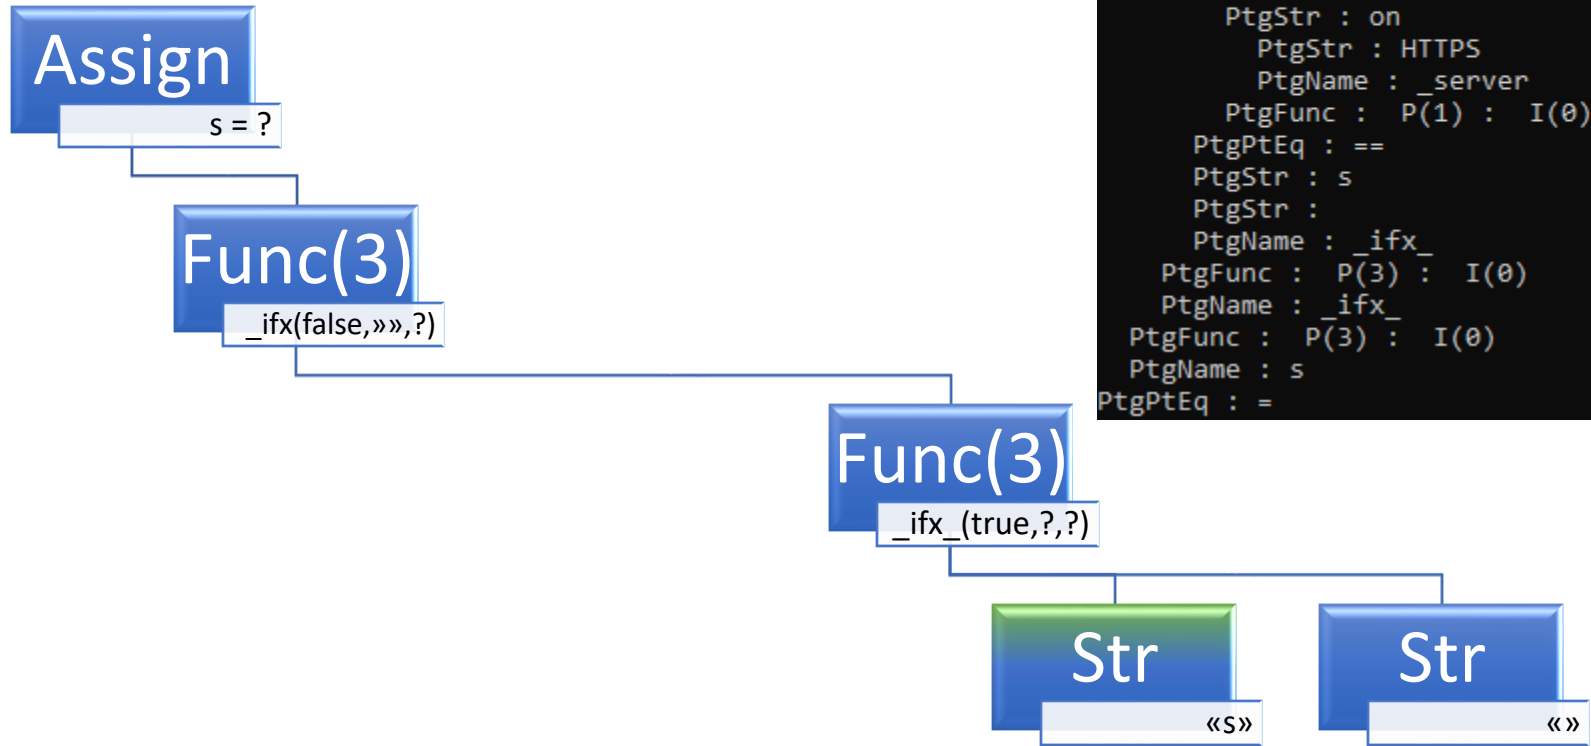 Assign
s = ?
Func(3)
_ifx(false,»»,?)
Func(3)
_ifx_(true,?,?)
Str
«s»
Str
«»
PtgStr : on
PtgStr : HTTPS
PtgName : _server
PtgFunc :  P(1) :  I(0)
PtgPtEq : ==
PtgStr : s
PtgStr :
PtgName : _ifx_
PtgFunc :  P(3) :  I(0)
PtgName : _ifx_
PtgFunc :  P(3) :  I(0)
PtgName : s
PtgPtEq : =